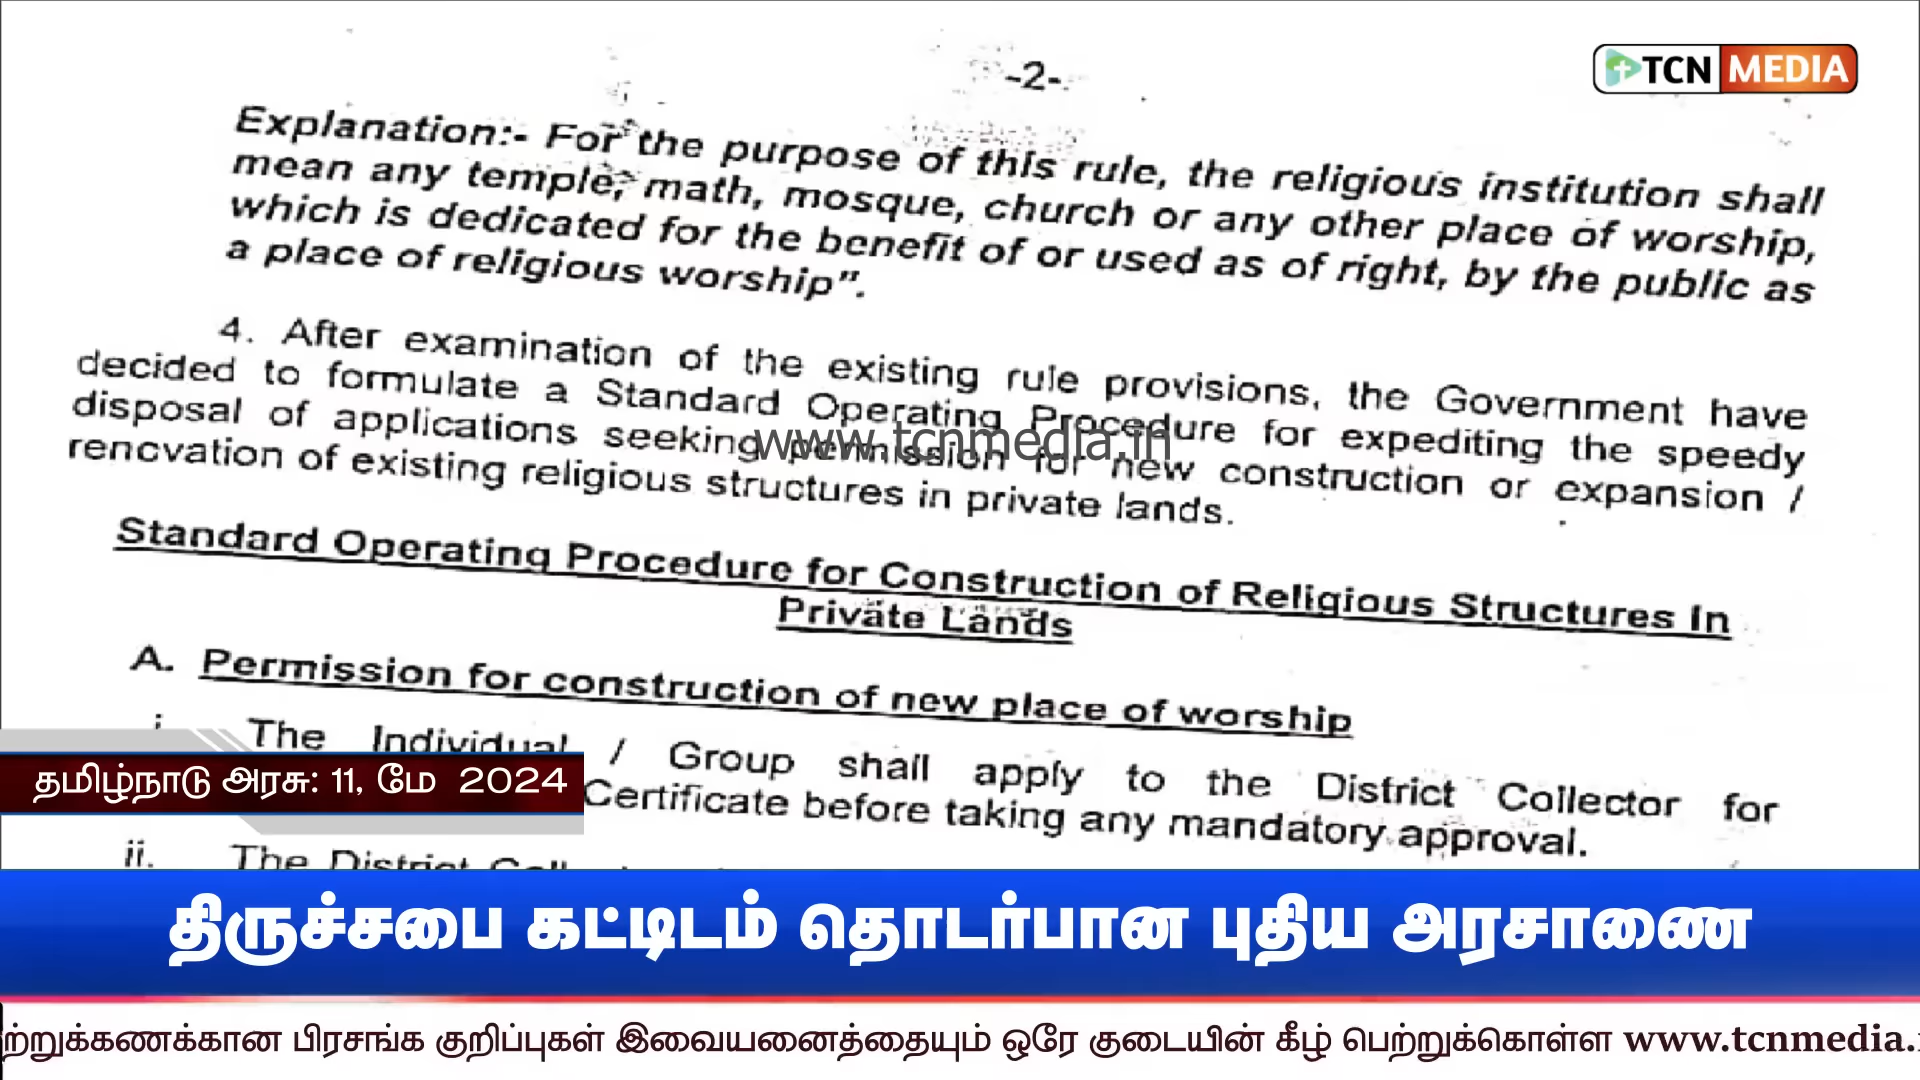 -2-
TCN MEDIA
Explanation:- For the purpose of this rule, the religious institution shall
mean any temple, math, mosque, church or any other place of worship,
which is dedicated for the benefit of or used as of right, by the public as
a place of religious worship".
4. After examination of the existing rule provisions, the Government have
decided to formulate a Standard Operating Procedure for expediting the speedy
disposal of applications seeking permission for new construction or expansion /
rencvation of existing religious structures in private lands.
www.tcnmedia.in
Standard Operating Procedure for Construction of Religious Structures In
Private Lands
A. Permission for construction of new place of worship
i. The Individual / Group shall apply to the District Collector for
Certificate before taking any mandatory approval.
தமிழ்நாடு அரசு: 11, மே 2024
ii. The District
திருச்சபை கட்டிடம் தொடர்பான புதிய அரசாணை
ற்றுக்கணக்கான பிரசங்க குறிப்புகள் இவையனைத்தையும் ஒரே குடையின் கீழ் பெற்றுக்கொள்ள www.tcnmedia.